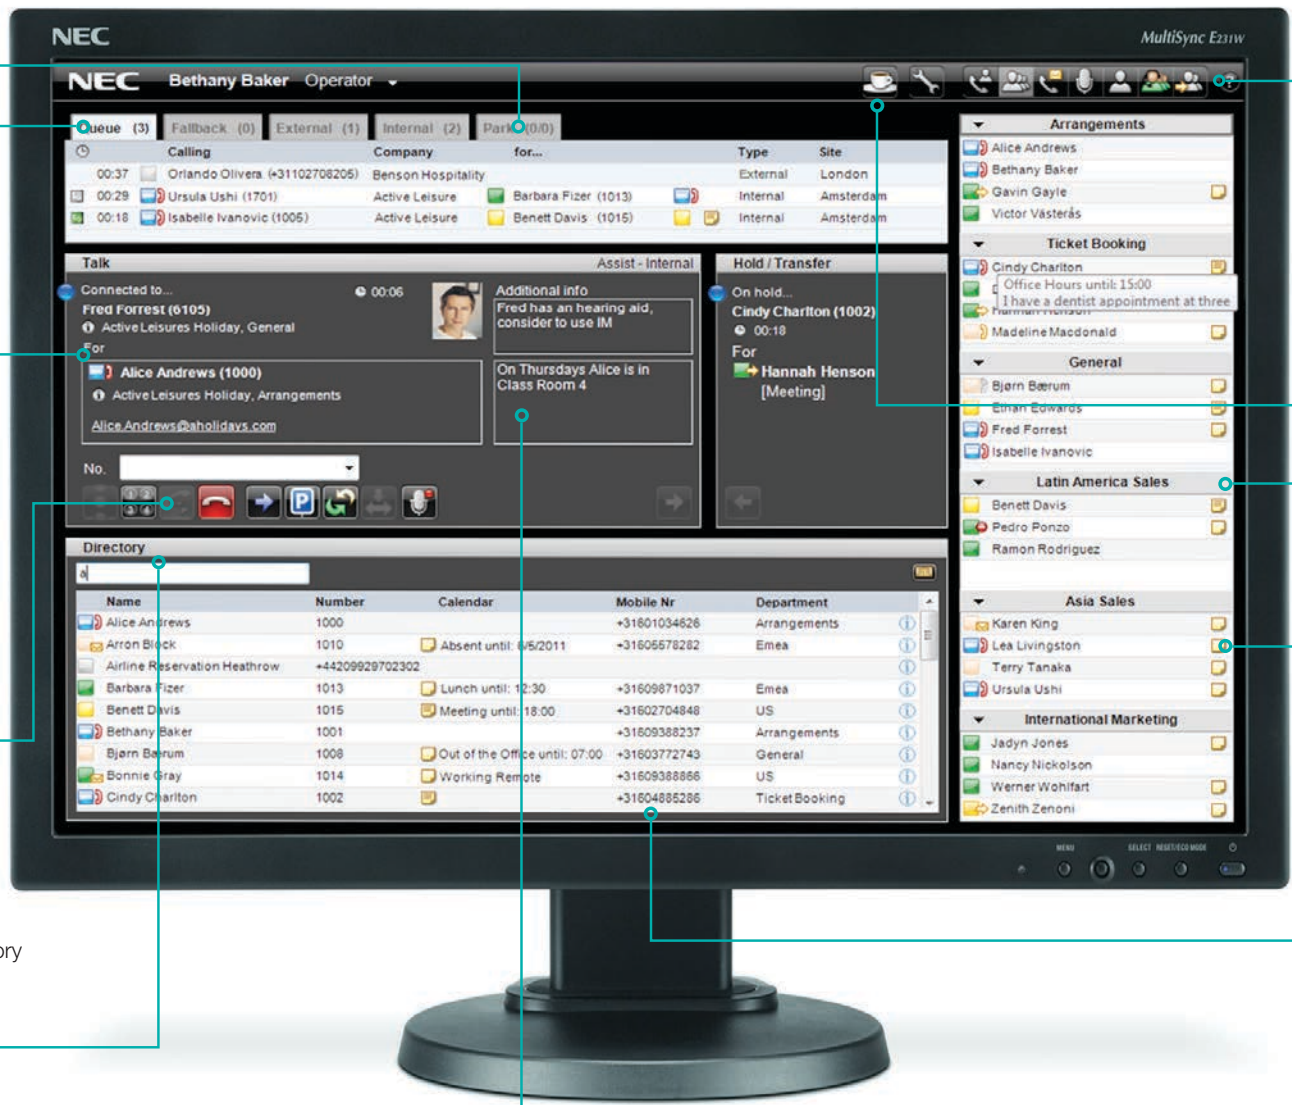 NEC
MultiSync E231W
NEC Bethany Baker Operator
Queue (3) Fallback (0) External (1) Internal (2) Park (0/0)
Calling Company for... Type Site
00:37 Orlando Olivera (+31102708205) Benson Hospitality External London
00:29 Ursula Ushi (1701) Active Leisure Barbara Fizer (1013) Internal Amsterdam
00:18 Isabelle Ivanovic (1005) Active Leisure Benett Davis (1015) Internal Amsterdam
Talk Assist - Internal
Connected to... 00:06
Fred Forrest (6105)
Active Leisures Holiday, General
For
Alice Andrews (1000)
Active Leisures Holiday, Arrangements
Alice.Andrews@aholidays.com
Additional info
Fred has an hearing aid,
consider to use IM
On Thursdays Alice is in
Class Room 4
No.
1 2
3 4
P
Hold / Transfer
On hold...
Cindy Charlton (1002)
00:18
For
Hannah Henson
[Meeting]
Directory
a
Name Number Calendar Mobile Nr Department
Alice Andrews 1000 +31601034626 Arrangements
Arron Block 1010 Absent until: 6/5/2011 +31605578282 Emea
Airline Reservation Heathrow +44209929702302
Barbara Fizer 1013 Lunch until: 12:30 +31609871037 Emea
Benett Davis 1015 Meeting until: 18:00 +31602704848 US
Bethany Baker 1001 +31609388237 Arrangements
Bjørn Bærum 1008 Out of the Office until: 07:00 +31603772743 General
Bonnie Gray 1014 Working Remote +31609388866 US
Cindy Charlton 1002 +31604885286 Ticket Booking
Arrangements
Alice Andrews
Bethany Baker
Gavin Gayle
Victor Västerås
Ticket Booking
Cindy Charlton
Office Hours until: 15:00
I have a dentist appointment at three
Hannah Henson
Madeline Macdonald
General
Bjørn Bærum
Ethan Edwards
Fred Forrest
Isabelle Ivanovic
Latin America Sales
Benett Davis
Pedro Ponzo
Ramon Rodriguez
Asia Sales
Karen King
Lea Livingston
Terry Tanaka
Ursula Ushi
International Marketing
Jadyn Jones
Nancy Nickolson
Werner Wohlfart
Zenith Zenoni
MENU SELECT RESET/ECO MODE
ory